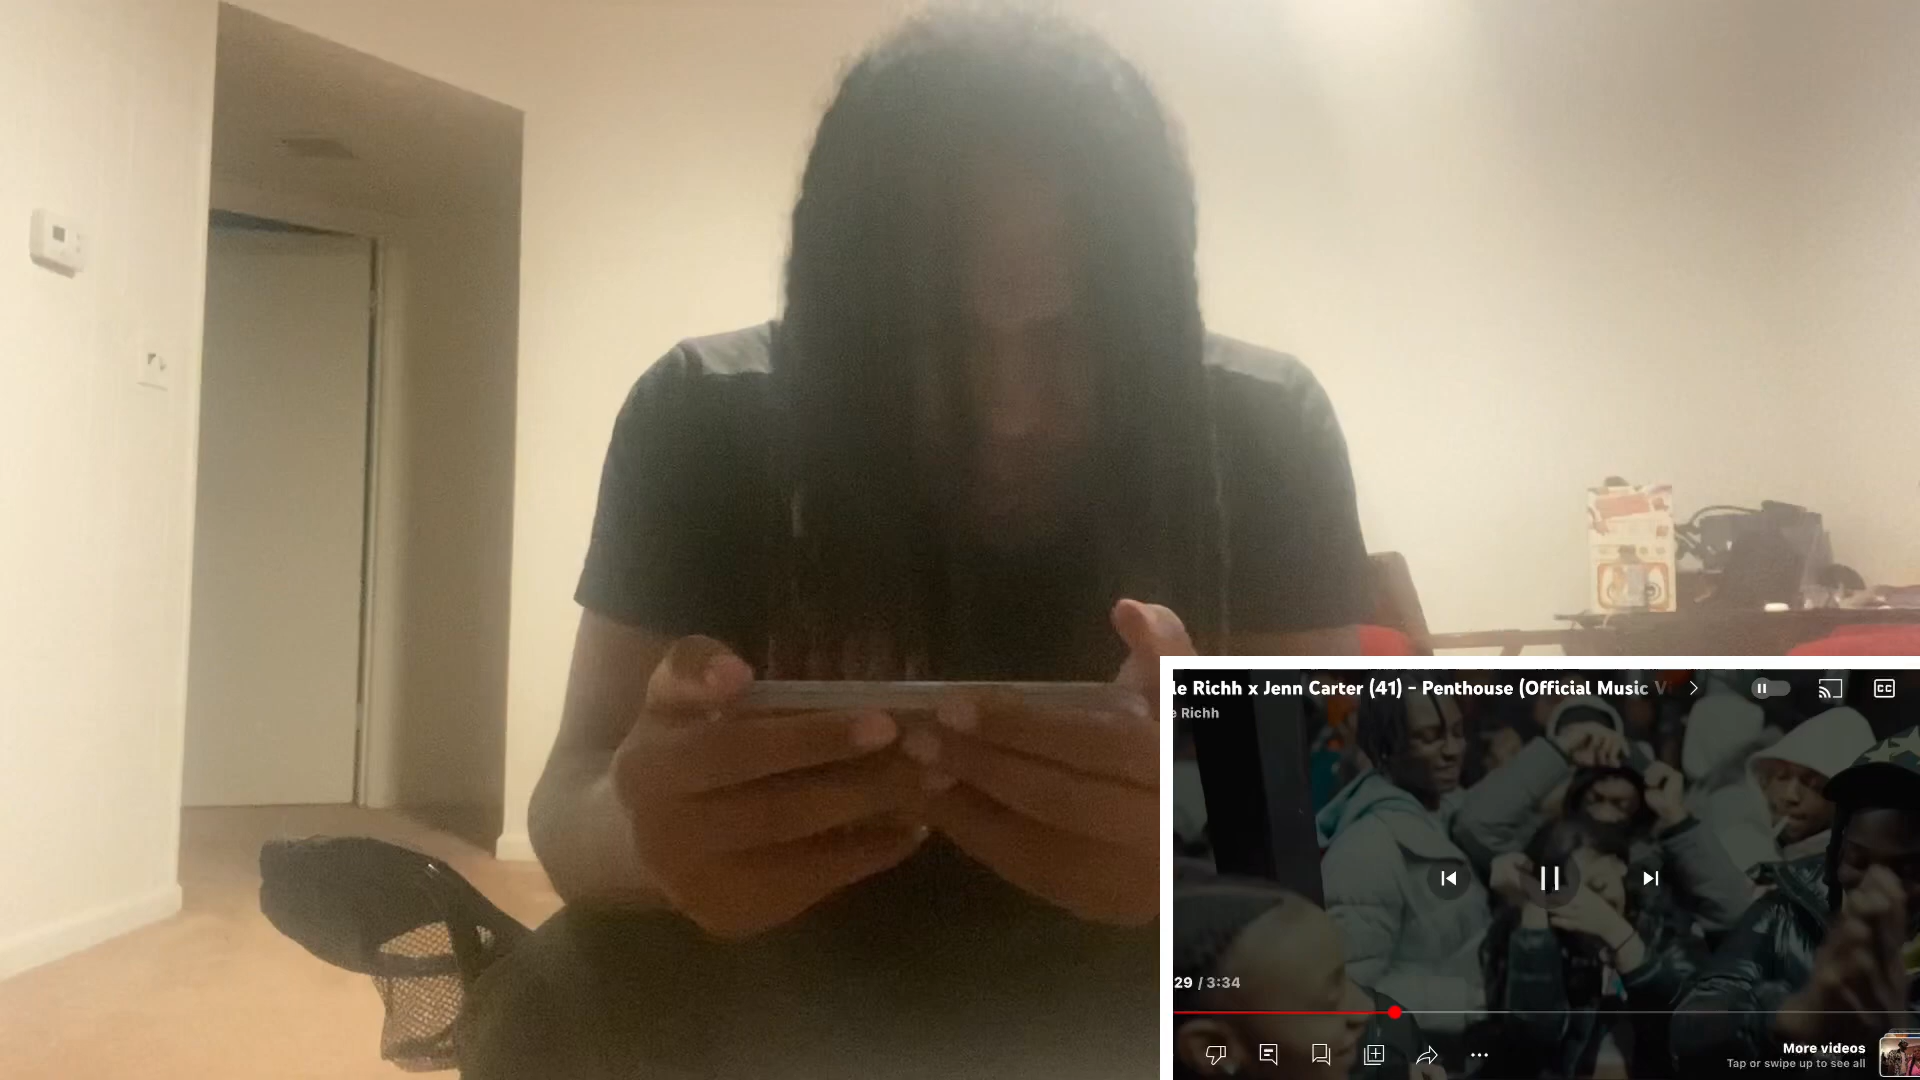 le Richh x Jenn Carter (41) – Penthouse (Official Music V
e Richh
CC
29 / 3:34
More videos
Tap or swipe up to see all